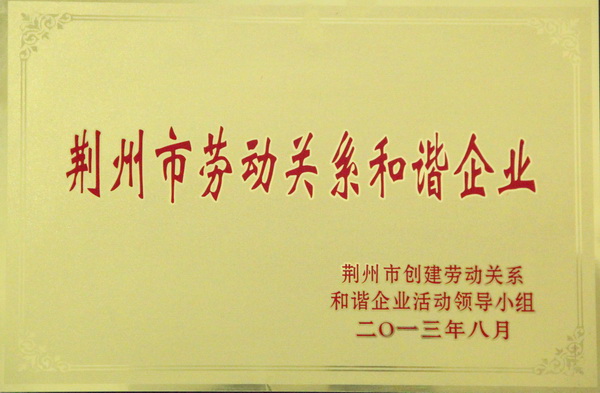 荆州市劳动关系和谐企业
荆州市创建劳动关系
和谐企业活动领导小组
二〇一三年八月